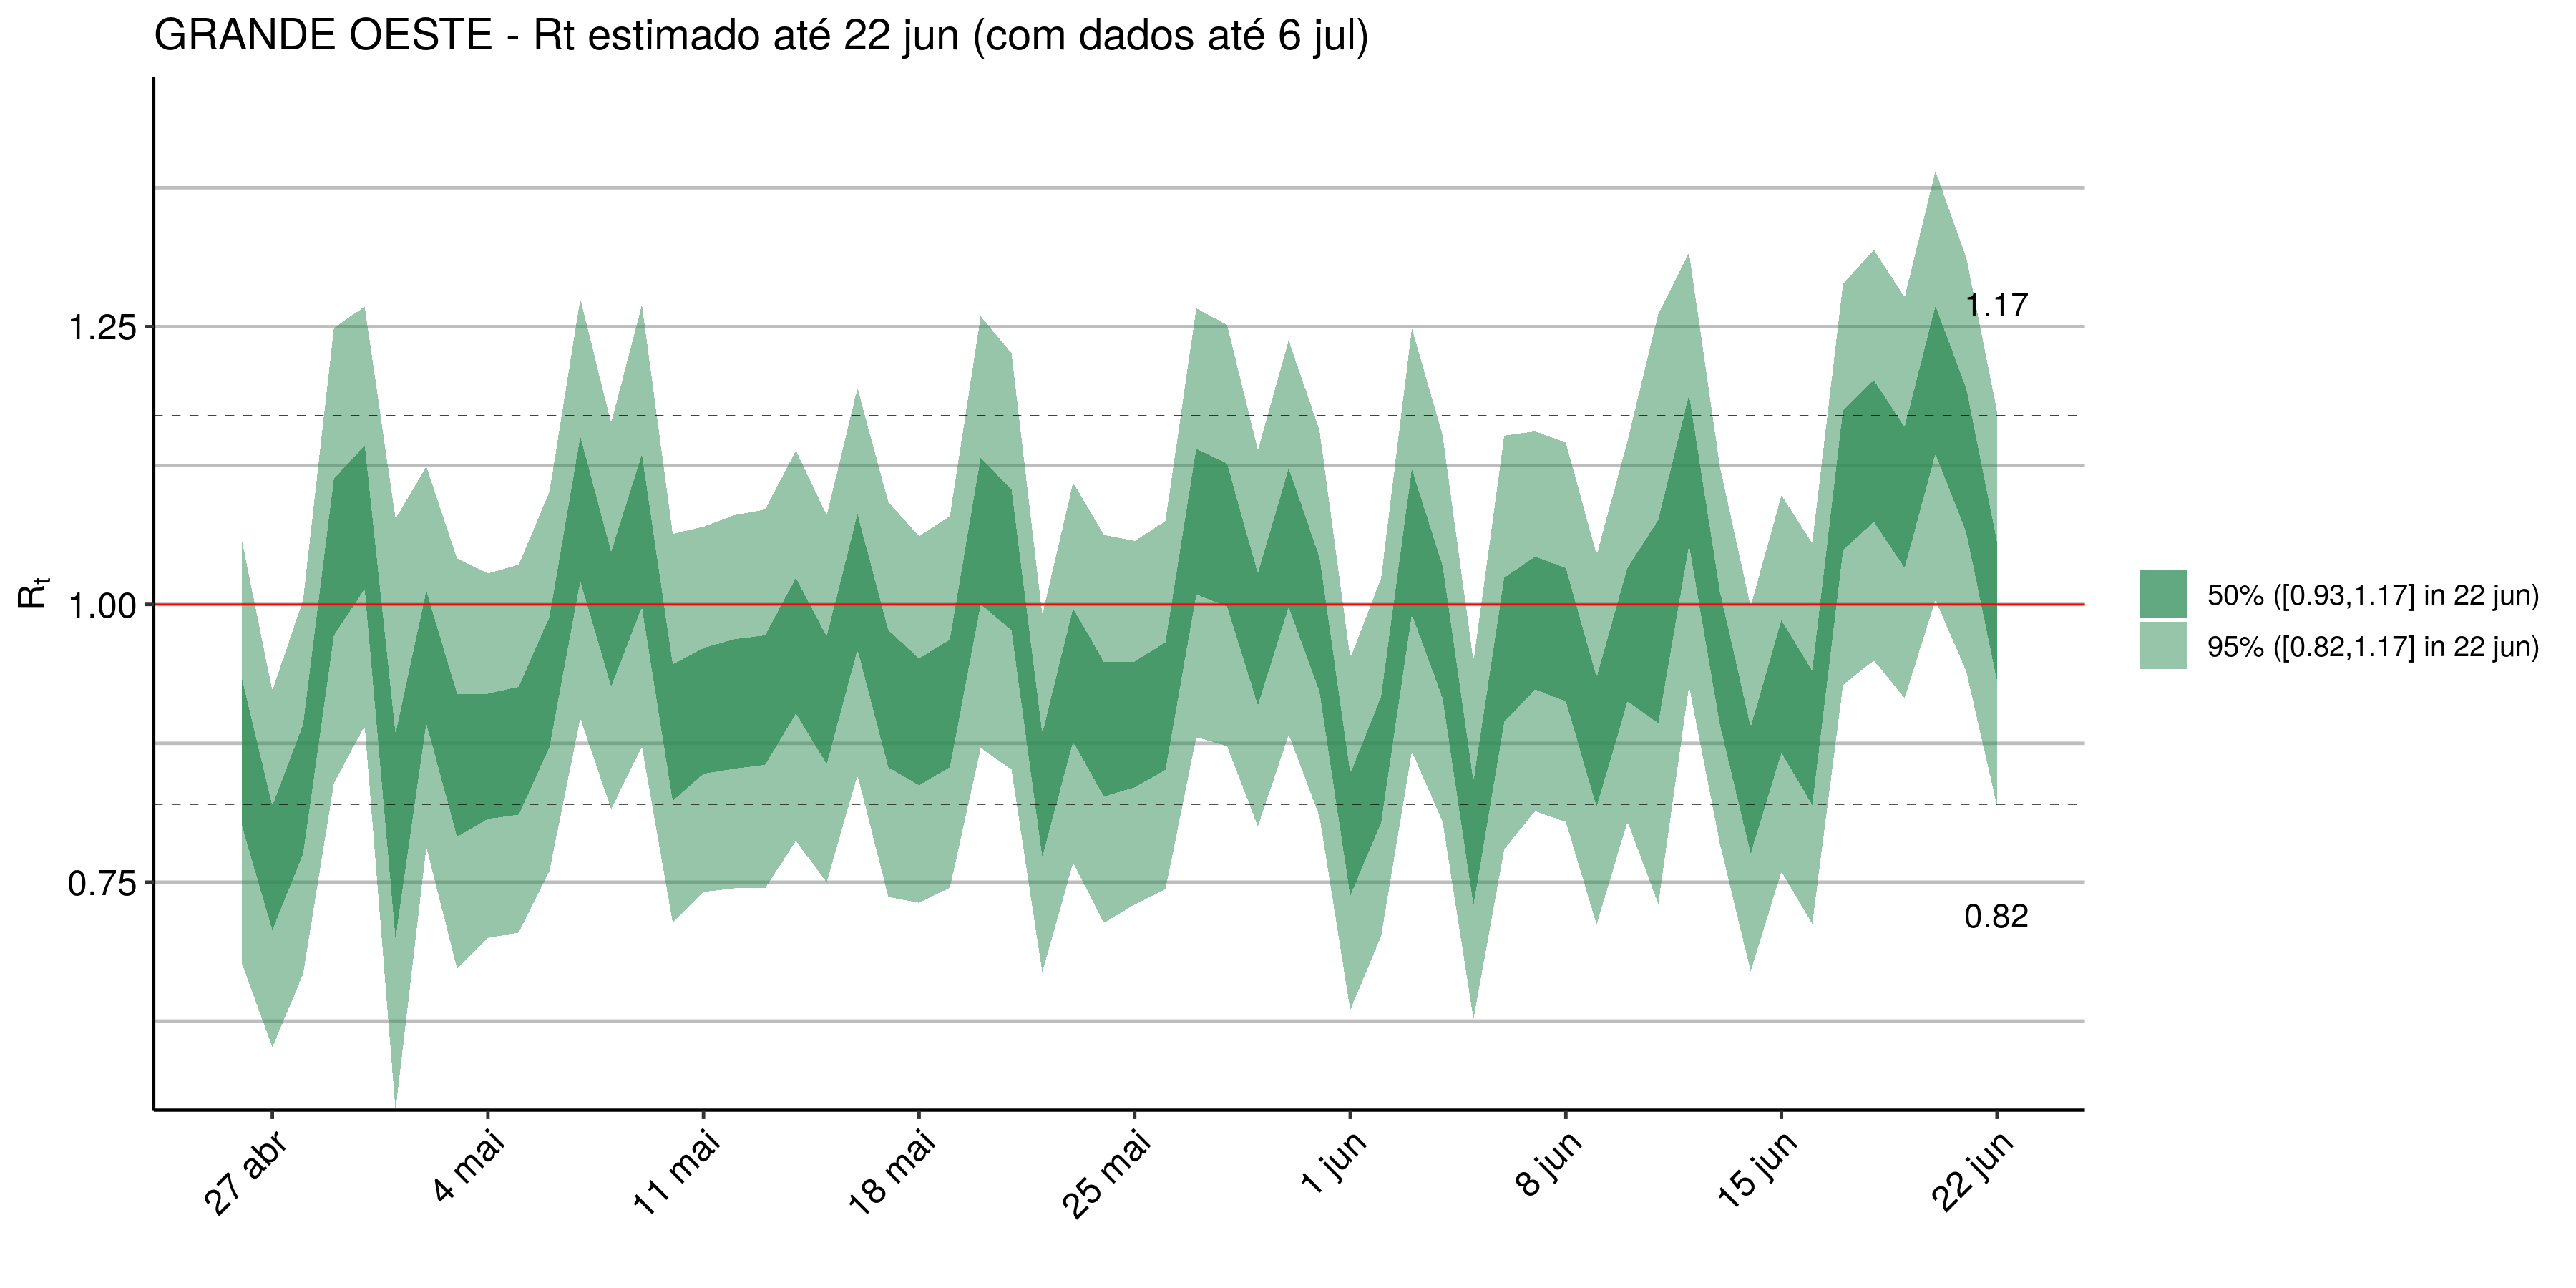 GRANDE OESTE - Rt estimado até 22 jun (com dados até 6 jul)
1.25
1.00
0.75
Rt
1.17
0.82
50% ([0.93,1.17] in 22 jun)
95% ([0.82,1.17] in 22 jun)
27 abr
4 mai
11 mai
18 mai
25 mai
1 jun
8 jun
15 jun
22 jun